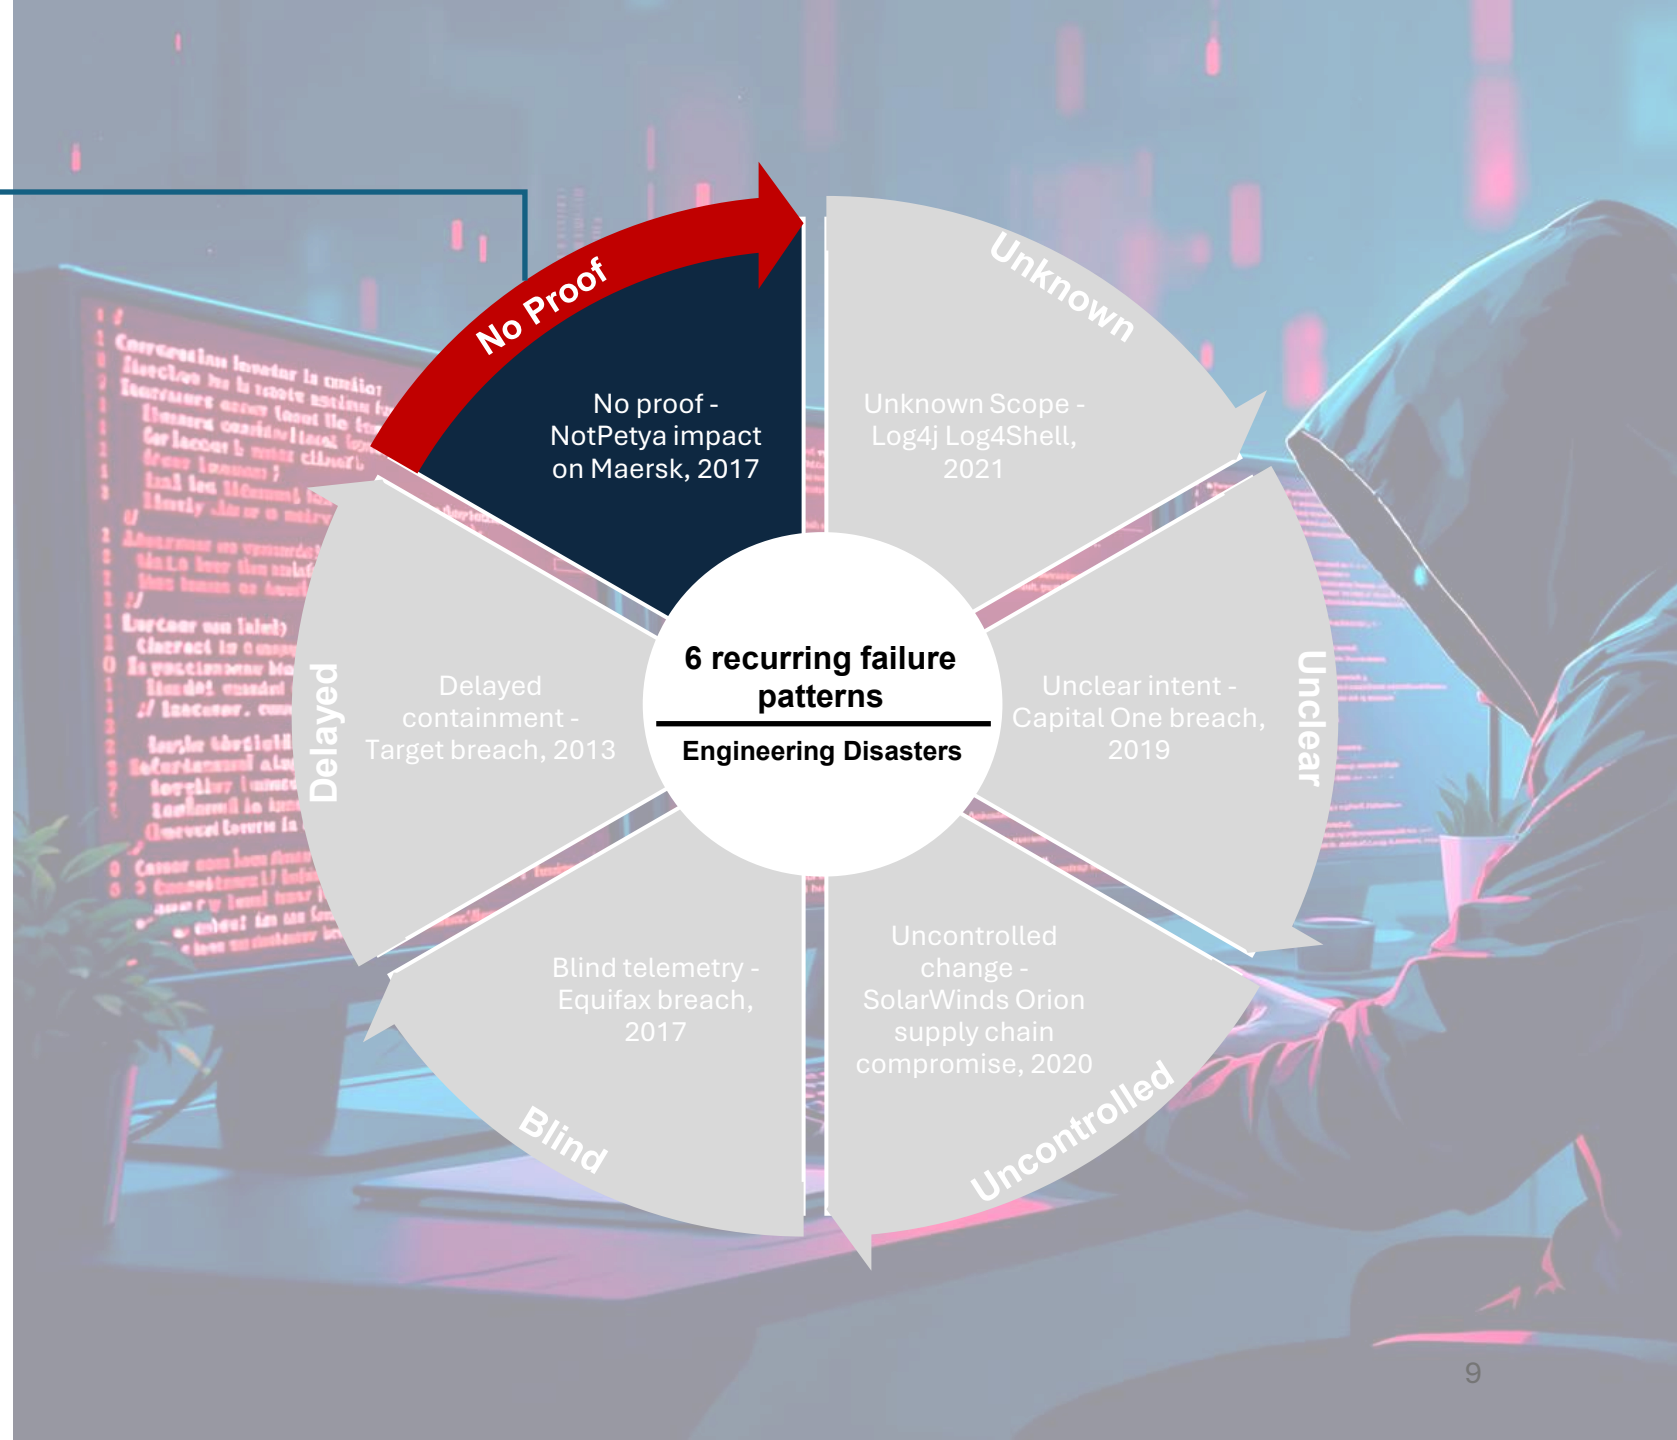 No Proof
No proof -
NotPetya impact
on Maersk, 2017
Unknown
Unknown Scope -
Log4j Log4Shell,
2021
Unclear
Unclear intent -
Capital One breach,
2019
Uncontrolled
Uncontrolled
change -
SolarWinds Orion
supply chain
compromise, 2020
Blind
Blind telemetry -
Equifax breach,
2017
Delayed
Delayed
containment -
Target breach, 2013
6 recurring failure
patterns
Engineering Disasters
9